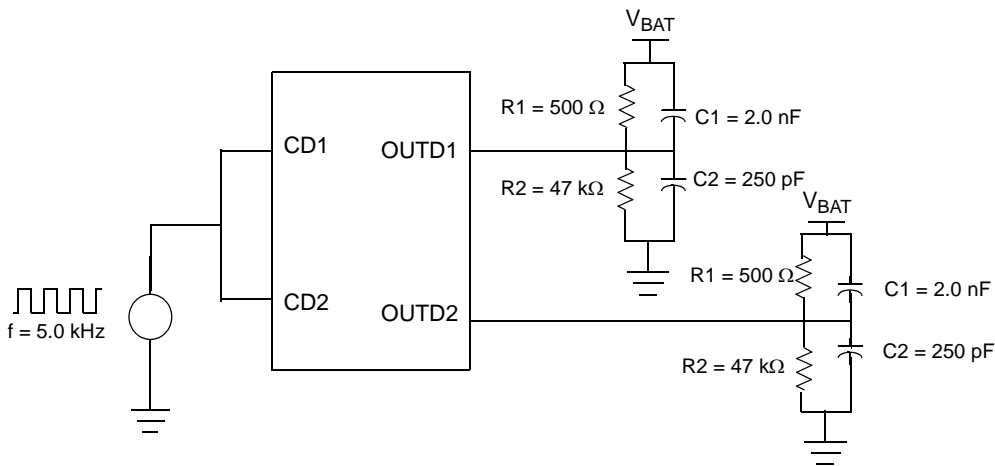 VBAT
R1 = 500 Ω
C1 = 2.0 nF
CD1
OUTD1
R2 = 47 kΩ
C2 = 250 pF
VBAT
R1 = 500 Ω
C1 = 2.0 nF
CD2
OUTD2
f = 5.0 kHz
R2 = 47 kΩ
C2 = 250 pF